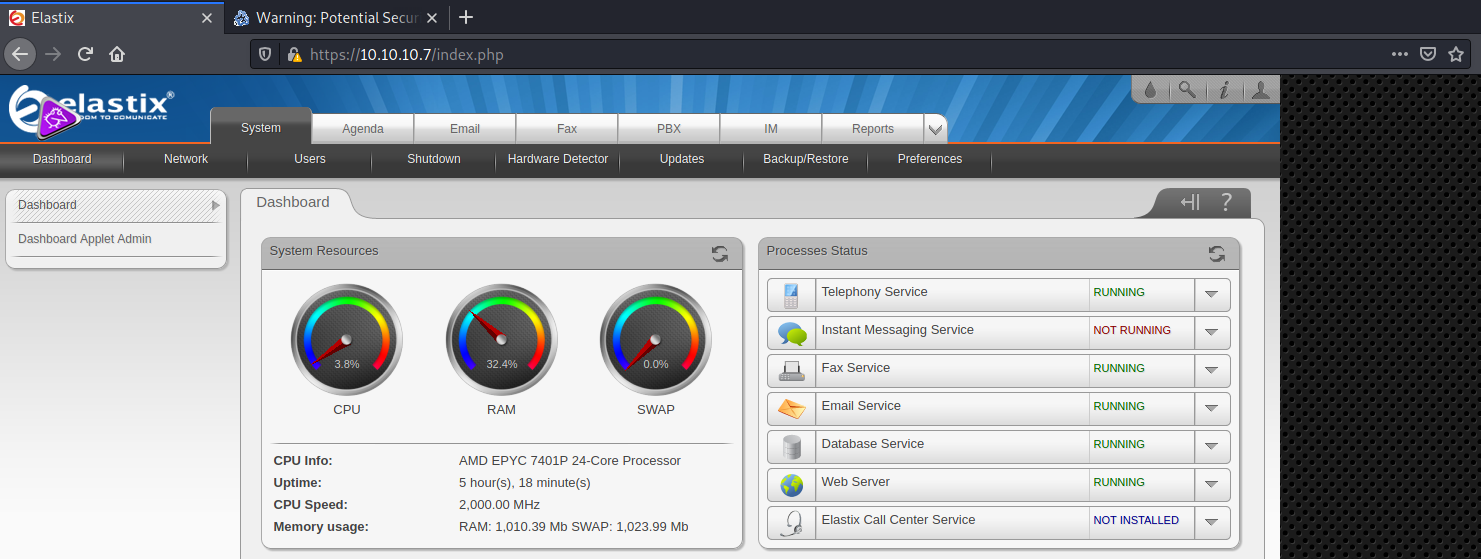 Elastix
Warning: Potential Secur
https://10.10.10.7/index.php
elastix®
DOM TO COMUNICATE
System Agenda Email Fax PBX IM Reports
Dashboard Network Users Shutdown Hardware Detector Updates Backup/Restore Preferences
Dashboard
Dashboard Applet Admin
Dashboard
?
System Resources
3.8% 32.4% 0.0%
CPU RAM SWAP
CPU Info: AMD EPYC 7401P 24-Core Processor
Uptime: 5 hour(s), 18 minute(s)
CPU Speed: 2,000.00 MHz
Memory usage: RAM: 1,010.39 Mb SWAP: 1,023.99 Mb
Processes Status
Telephony Service RUNNING
Instant Messaging Service NOT RUNNING
Fax Service RUNNING
Email Service RUNNING
Database Service RUNNING
Web Server RUNNING
Elastix Call Center Service NOT INSTALLED